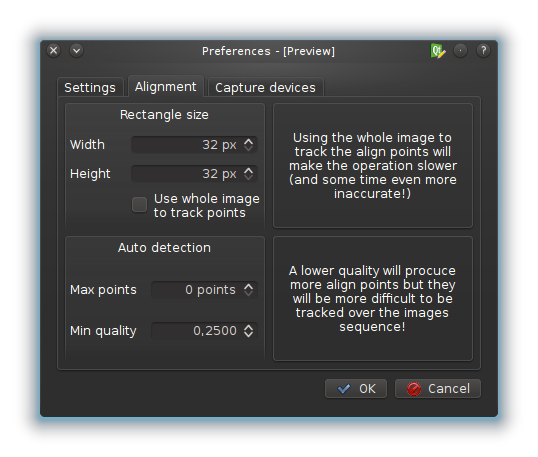 Preferences - [Preview]
?
Settings
Alignment
Capture devices
Rectangle size
Width
32 px
Height
32 px
Use whole image
to track points
Using the whole image to
track the align points will
make the operation slower
(and some time even more
inaccurate!)
Auto detection
Max points
0 points
Min quality
0,2500
A lower quality will procuce
more align points but they
will be more difficult to be
tracked over the images
sequence!
OK
Cancel